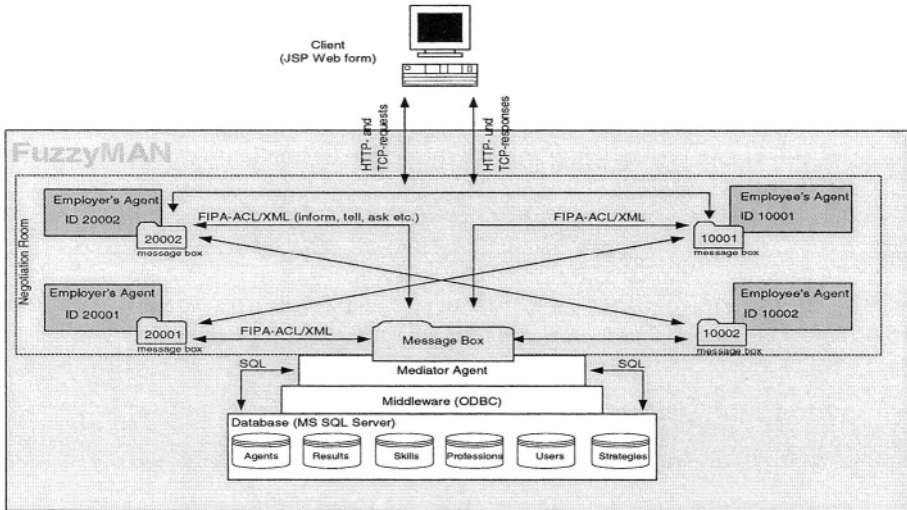 Client
(JSP Web form)
HTTP- and
TCP-requests
HTTP- und
TCP-responses
FuzzyMAN
Negotiation Room
Employer's Agent
ID 20002
20002
message box
FIPA-ACL/XML (inform, tell, ask etc.)
FIPA-ACL/XML
Employee's Agent
ID 10001
10001
message box
Employer's Agent
ID 20001
20001
message box
FIPA-ACL/XML
Message Box
Employee's Agent
ID 10002
10002
message box
SQL
Mediator Agent
SQL
Middleware (ODBC)
Database (MS SQL Server)
Agents
Results
Skills
Professions
Users
Strategies